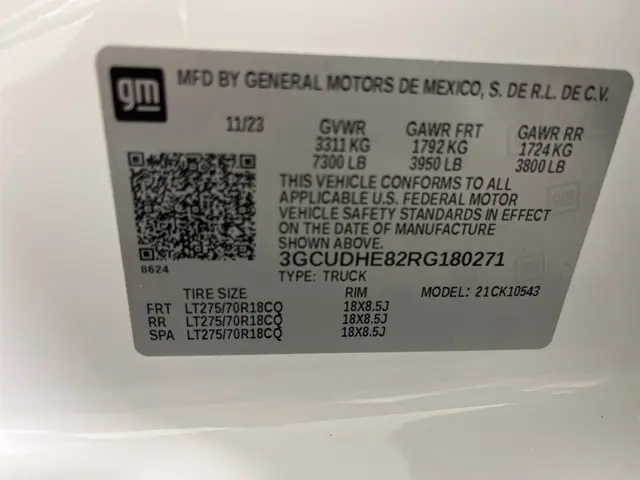 gm MFD BY GENERAL MOTORS DE MEXICO, S. DE R.L. DE C.V.
11/23 GVWR GAWR FRT GAWR RR
3311 KG 1792 KG 1724 KG
7300 LB 3950 LB 3800 LB
THIS VEHICLE CONFORMS TO ALL
APPLICABLE U.S. FEDERAL MOTOR
VEHICLE SAFETY STANDARDS IN EFFECT
ON THE DATE OF MANUFACTURE
SHOWN ABOVE.
8624 3GCUDHE82RG180271
TYPE: TRUCK
TIRE SIZE RIM MODEL: 21CK10543
FRT LT275/70R18CQ 18X8.5J
RR LT275/70R18CQ 18X8.5J
SPA LT275/70R18CQ 18X8.5J